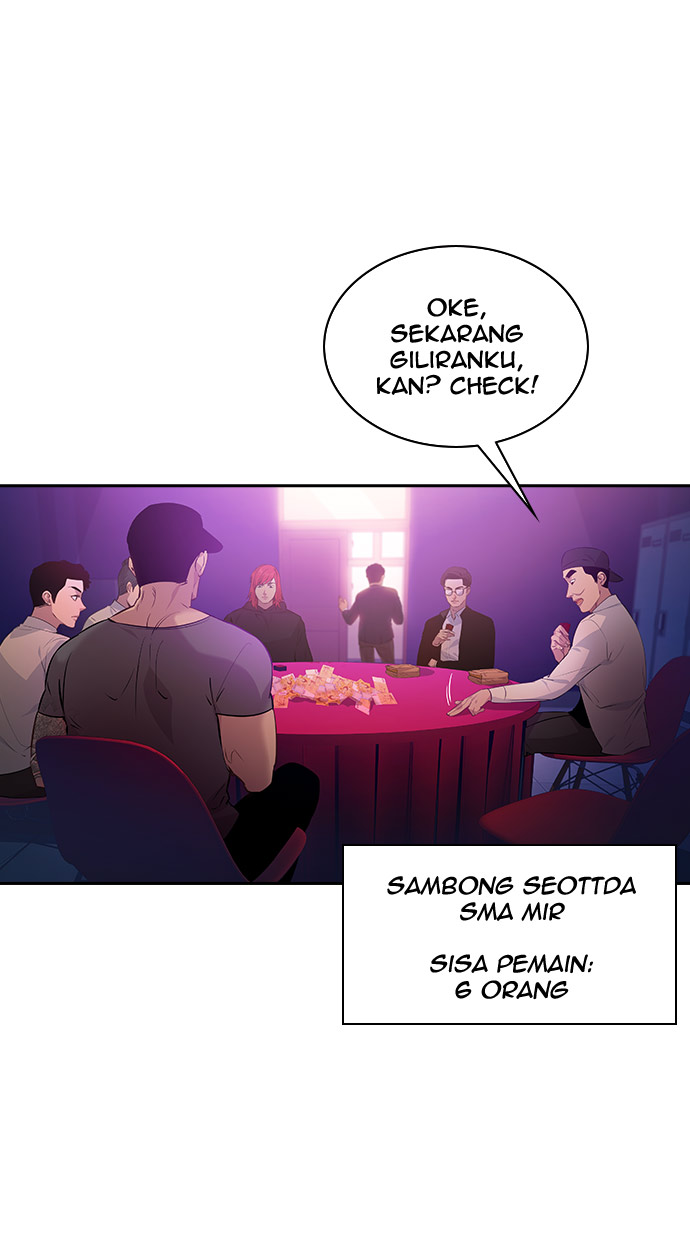 OKE,
SEKARANG
GILIRANKU,
KAN? CHECK!
SAMBONG SEOTTDA
SMA MIR
SISA PEMAIN:
6 ORANG